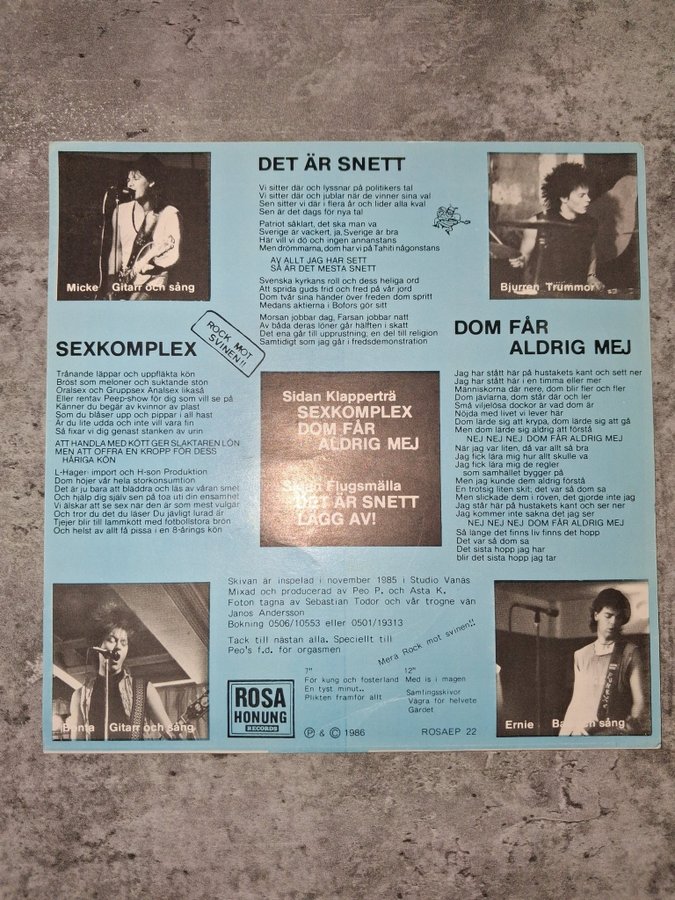 DET ÄR SNETT
Vi sitter där och lyssnar på politikers tal
Vi sitter där och jublar när de vinner sina val
Sen sitter vi där i flera år och lider alla kval
Sen är det dags för nya tal
Patriot såklart, det ska man va
Sverige är vackert, ja, Sverige är bra
Här vill vi dö och ingen annanstans
Men drömmarna, dom har vi på Tahiti någonstans
AV ALLT JAG HAR SETT
SÅ ÄR DET MESTA SNETT
Svenska kyrkans roll och dess heliga ord
Att sprida guds frid och fred på vår jord
Dom tvår sina händer över freden dom spritt
Medans aktierna i Bofors gör sitt
Morsan jobbar dag, Farsan jobbar natt
Av båda deras löner går hälften i skatt
Det ena går till upprustning, en del till religion
Samtidigt som jag går i fredsdemonstration
Micke Gitarr och sång
Bjurren Trummor
ROCK MOT
SVINEN!!
SEXKOMPLEX
Trånande läppar och uppfläkta kön
Bröst som meloner och suktande stön
Oralsex och Gruppsex Analsex likaså
Eller rentav Peep-show för dig som vill se på
Känner du begär av kvinnor av plast
Som du blåser upp och pippar i all hast
Är du lite udda och inte vill vara fin
Så fixar vi dig genast stanken av urin
ATT HANDLA MED KÖTT GER SLAKTAREN LÖN
MEN ATT OFFRA EN KROPP FÖR DESS
HÅRIGA KÖN
L-Hager- import och H-son Produktion
Dom höjer vår hela storkonsumtion
Det är ju bara att bläddra och läs av våran smet
Och hjälp dig själv sen på toa uti din ensamhet
Vi älskar att se sex när den är som mest vulgär
Och tror du det du läser Du javligt lurad är
Tjejer blir till lammkött med fotbollstora brön
Och helst av allt få pissa i en 8-årings kön
Sidan Klapperträ
SEXKOMPLEX
DOM FÅR
ALDRIG MEJ
Sidan Flugsmälla
DET ÄR SNETT
LÄGG AV!
DOM FÅR
ALDRIG MEJ
Jag har stått här på hustakets kant och sett ner
Jag har stått här i en timma eller mer
Människorna där nere, dom blir fler och fler
Dom javlarna, dom står där och ler
Små viljelösa dockor är vad dom är
Nöjda med livet vi lever här
Dom lärde sig att krypa, dom lärde sig att gå
Men dom lärde sig aldrig att förstå
NEJ NEJ NEJ DOM FÅR ALDRIG MEJ
När jag var liten, då var allt så bra
Jag fick lära mig hur allt skulle va
Jag fick lära mig de regler
som samhället bygger på
Men jag kunde dem aldrig förstå
En trotsig liten skit; det var så dom sa
Men slickade dem i röven, det gjorde inte jag
Jag står här på hustakets kant och ser ner
Jag kommer inte sakna det jag ser
NEJ NEJ NEJ DOM FÅR ALDRIG MEJ
Så länge det finns liv finns det hopp
Det var så dom sa
Det sista hopp jag har
blir det sista hopp jag tar
Skivan är inspelad i november 1985 i Studio Vanäs
Mixad och producerad av Peo P. och Asta K.
Foton tagna av Sebastian Todor och vår trogne vän
Janos Andersson
Bokning 0506/10553 eller 0501/19313
Tack till nästan alla. Speciellt till
Peo's f.d. för orgasmen
Mera Rock mot svinen!!
7"
För kung och fosterland
En tyst minut..
Plikten framför allt
12"
Med is i magen
Samlingsskivor
Vägra för helvete
Gardet
ROSA
HONUNG
RECORDS
Ⓟ & © 1986
ROSAEP 22
Gitarr och sång
Ernie sång